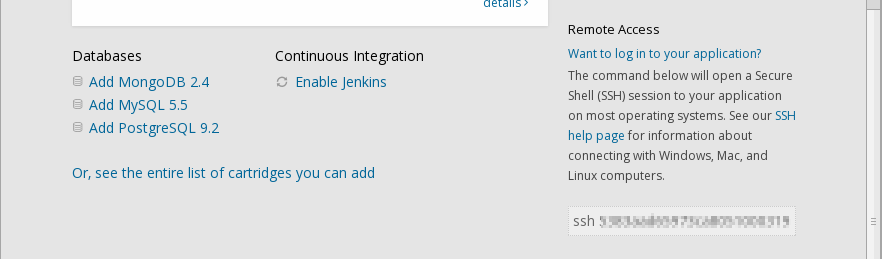 details ›
Databases
Add MongoDB 2.4
Add MySQL 5.5
Add PostgreSQL 9.2
Continuous Integration
Enable Jenkins
Or, see the entire list of cartridges you can add
Remote Access
Want to log in to your application?
The command below will open a Secure
Shell (SSH) session to your application
on most operating systems. See our SSH
help page for information about
connecting with Windows, Mac, and
Linux computers.
ssh